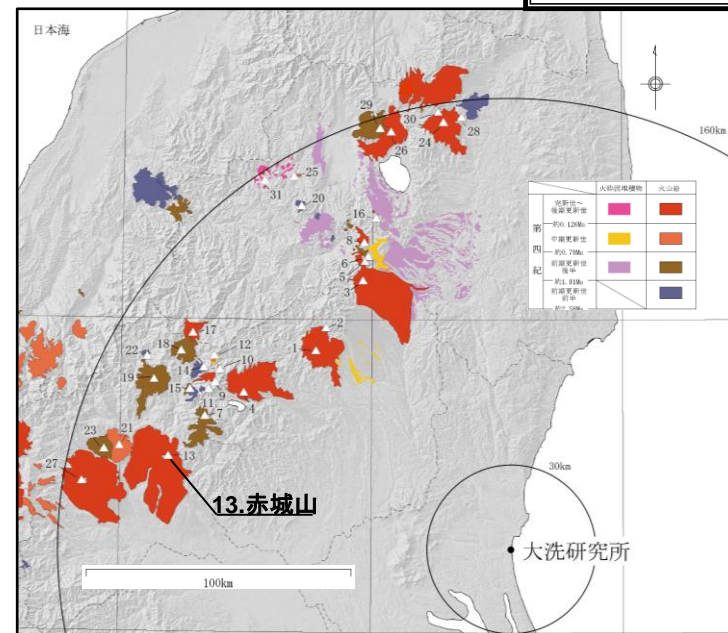 日本海
160km
29
30
24
28
26
25
31
20
16
8
6
5
3
火砕流堆積物
火山岩
第四紀
完新世～
後期更新世
約0.126Ma
中期更新世
約0.78Ma
前期更新世
後半
約1.81Ma
前期更新世
前半
約2.58Ma
2
17
1
18
12
22
14
10
19
15
9
4
11
7
23
21
13
27
13.赤城山
30km
大洗研究所
100km